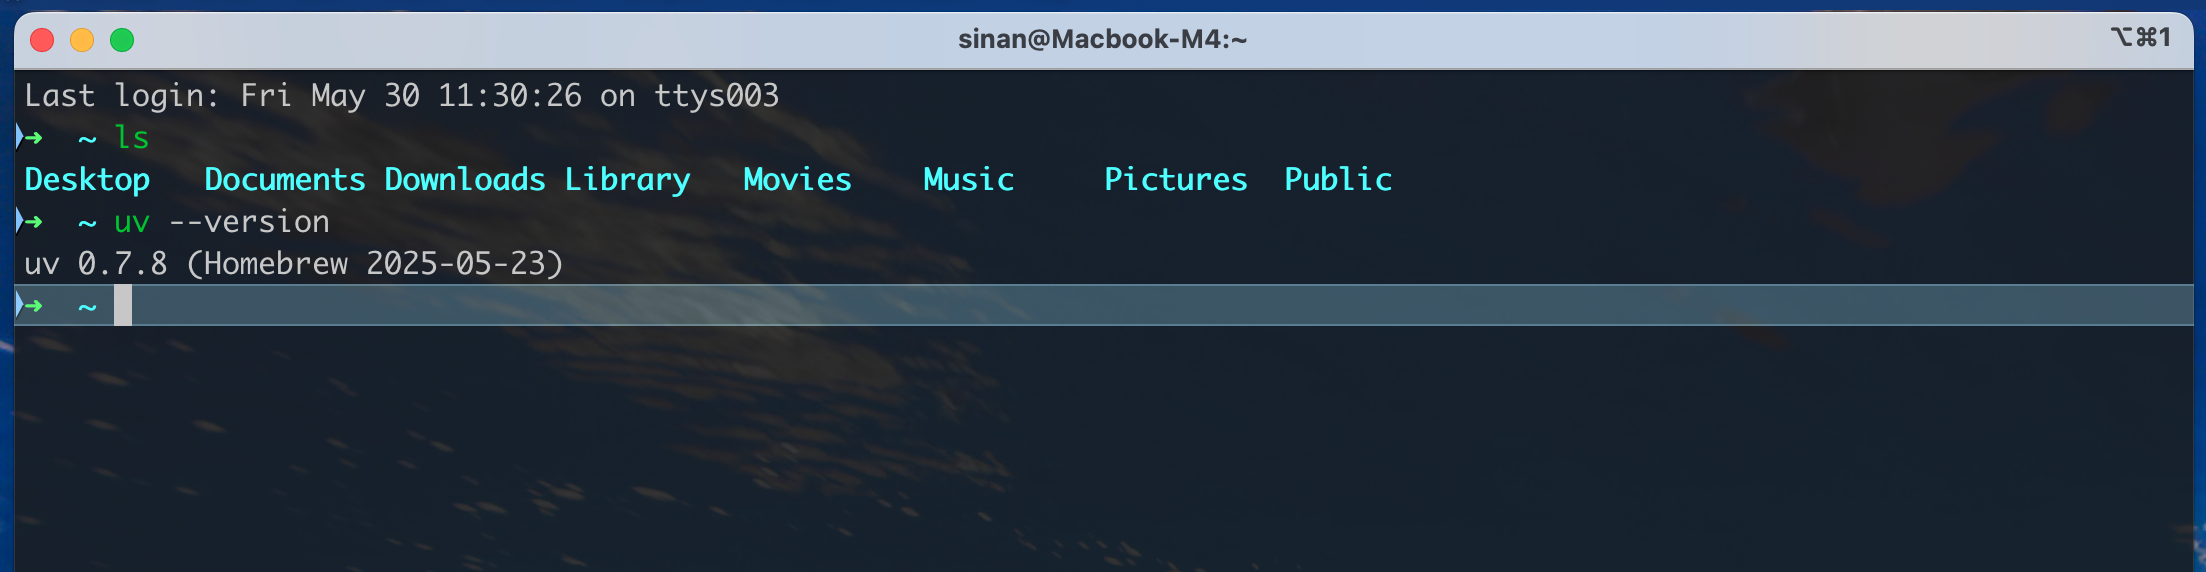 sinan@Macbook-M4:~
⌥⌘1
Last login: Fri May 30 11:30:26 on ttys003
➜  ~ ls
Desktop   Documents Downloads Library   Movies    Music     Pictures  Public
➜  ~ uv --version
uv 0.7.8 (Homebrew 2025-05-23)
➜  ~